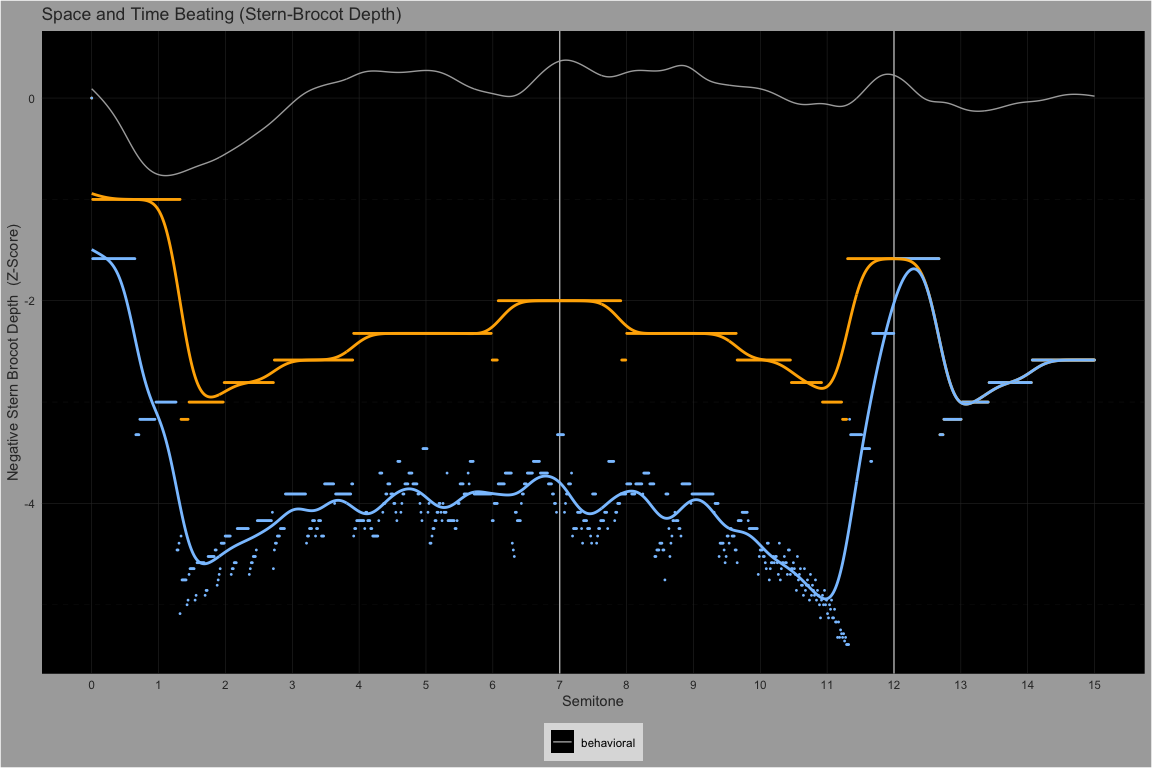 Space and Time Beating (Stern-Brocot Depth)
Negative Stern Brocot Depth (Z-Score)
0
-2
-4
0 1 2 3 4 5 6 7 8 9 10 11 12 13 14 15
Semitone
behavioral